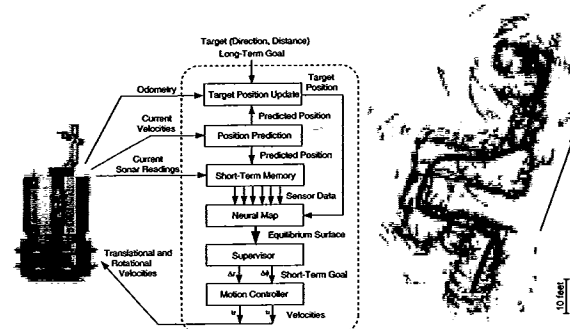 Target (Direction, Distance)
Long-Term Goal
Target
Position
Odometry
Target Position Update
Predicted Position
Current
Velocities
Position Prediction
Predicted Position
Current
Sonar Readings
Short-Term Memory
Sensor Data
Neural Map
Equilibrium Surface
Supervisor
Translational and
Rotational
Velocities
Short-Term Goal
Motion Controller
Velocities
10 feet